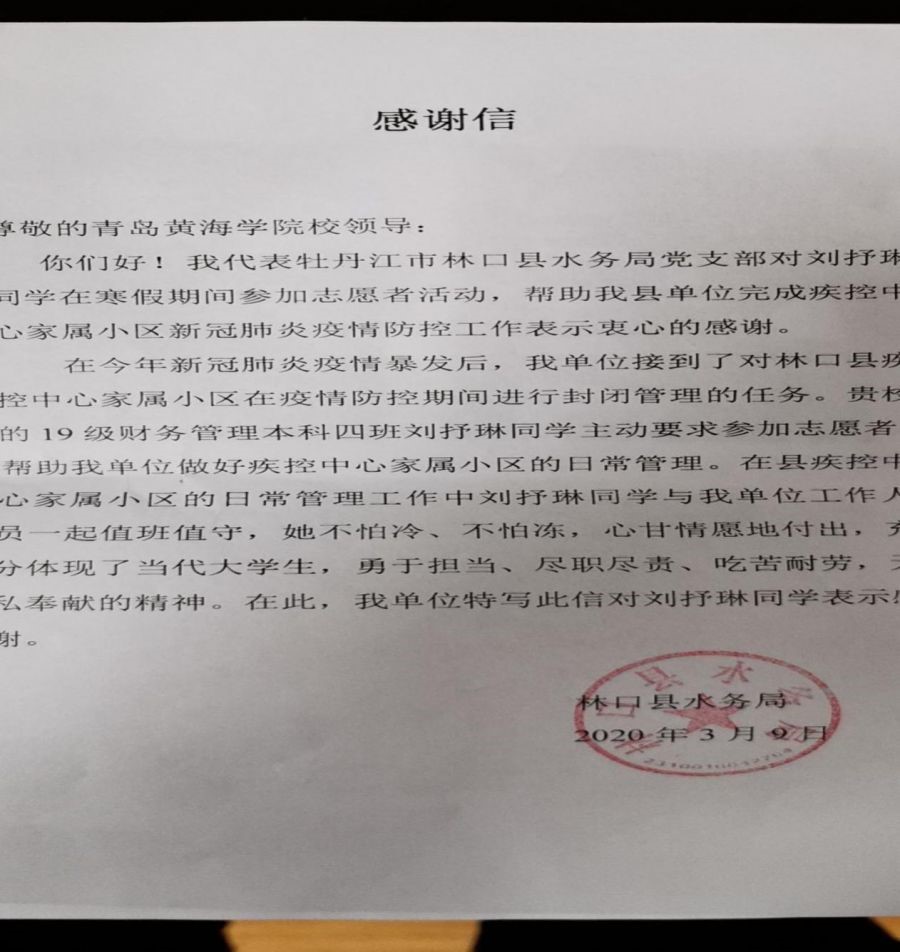 感谢信
尊敬的青岛黄海学院校领导：
你们好！我代表牡丹江市林口县水务局党支部对刘抒琳
同学在寒假期间参加志愿者活动，帮助我县单位完成疾控中
心家属小区新冠肺炎疫情防控工作表示衷心的感谢。
在今年新冠肺炎疫情暴发后，我单位接到了对林口县疾
控中心家属小区在疫情防控期间进行封闭管理的任务。贵校
的 19 级财务管理本科四班刘抒琳同学主动要求参加志愿者
帮助我单位做好疾控中心家属小区的日常管理。在县疾控中
心家属小区的日常管理工作中刘抒琳同学与我单位工作人
员一起值班值守，她不怕冷、不怕冻，心甘情愿地付出，充
分体现了当代大学生，勇于担当、尽职尽责、吃苦耐劳，无
私奉献的精神。在此，我单位特写此信对刘抒琳同学表示感
谢。
林口县水务局
2020 年 3 月 9 日
林口县水务局